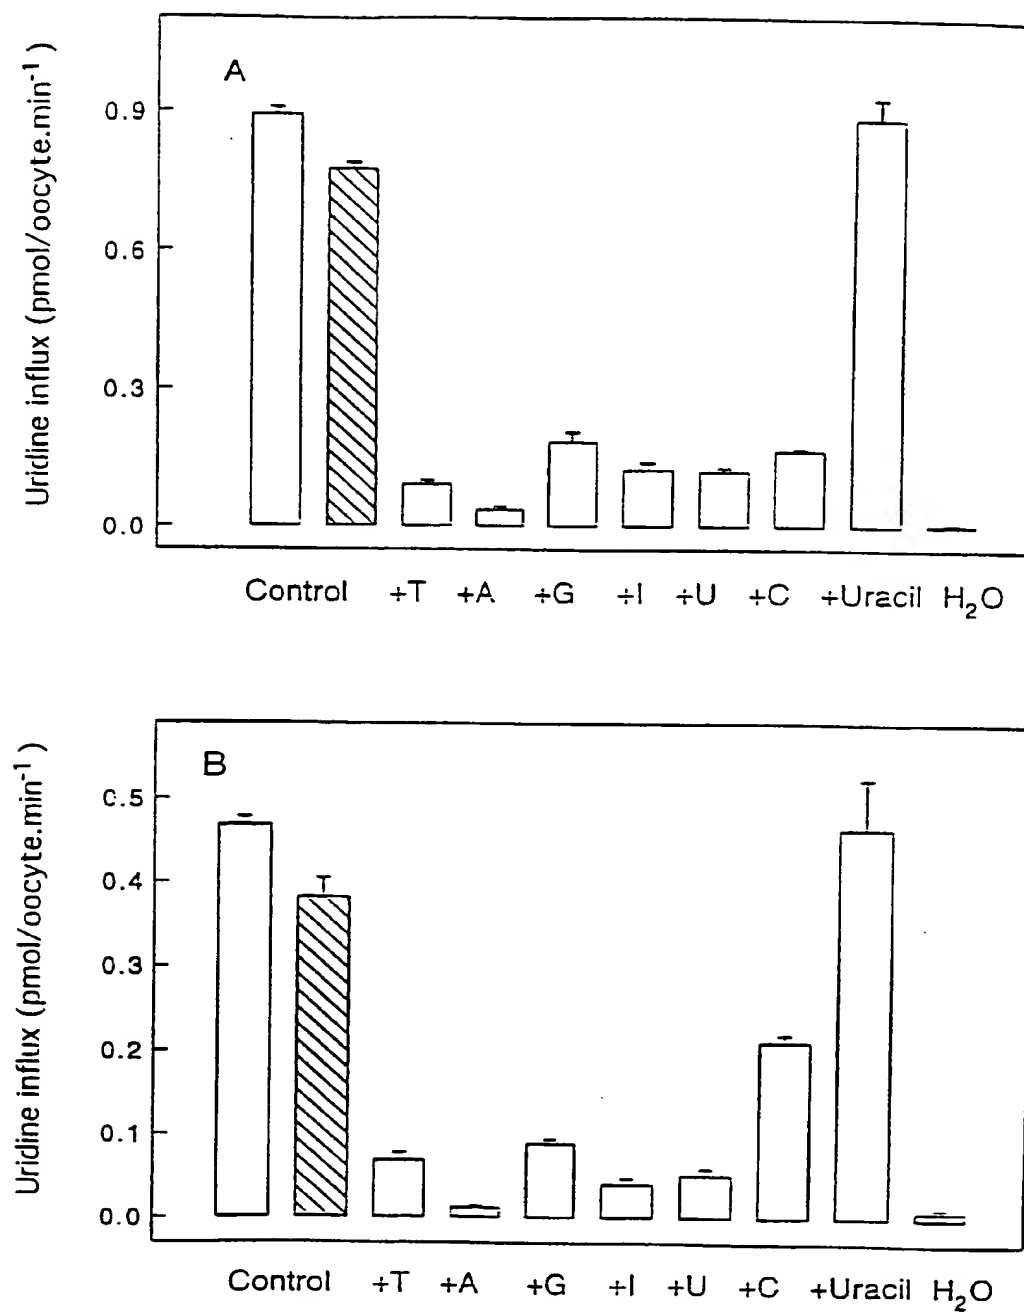 A
Uridine influx (pmol/oocyte.min⁻¹)
0.9
0.6
0.3
0.0
Control +T +A +G +I +U +C +Uracil H₂O
B
Uridine influx (pmol/oocyte.min⁻¹)
0.5
0.4
0.3
0.2
0.1
0.0
Control +T +A +G +I +U +C +Uracil H₂O